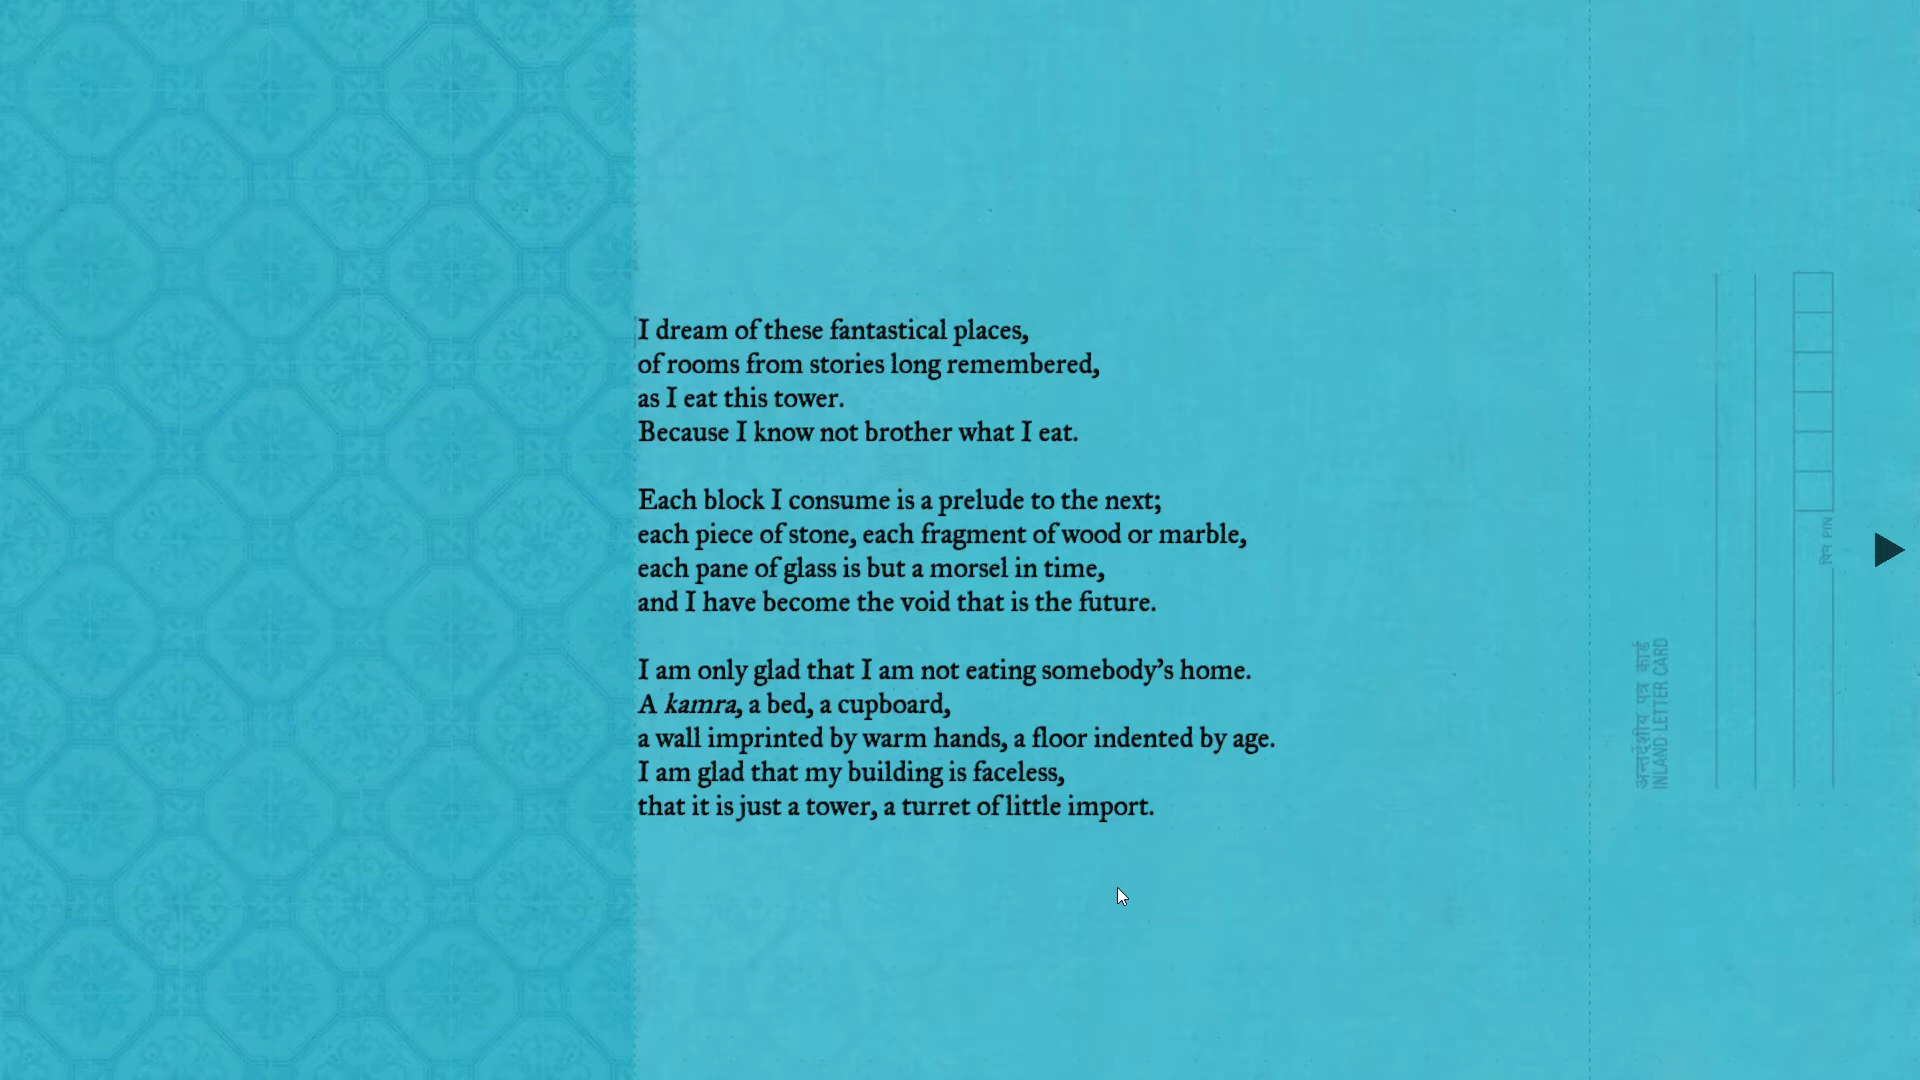 I dream of these fantastical places,
of rooms from stories long remembered,
as I eat this tower.
Because I know not brother what I eat.
Each block I consume is a prelude to the next;
each piece of stone, each fragment of wood or marble,
each pane of glass is but a morsel in time,
and I have become the void that is the future.
I am only glad that I am not eating somebody’s home.
A kamra, a bed, a cupboard,
a wall imprinted by warm hands, a floor indented by age.
I am glad that my building is faceless,
that it is just a tower, a turret of little import.
अन्तर्देशीय पत्र कार्ड
INLAND LETTER CARD
पिन PIN